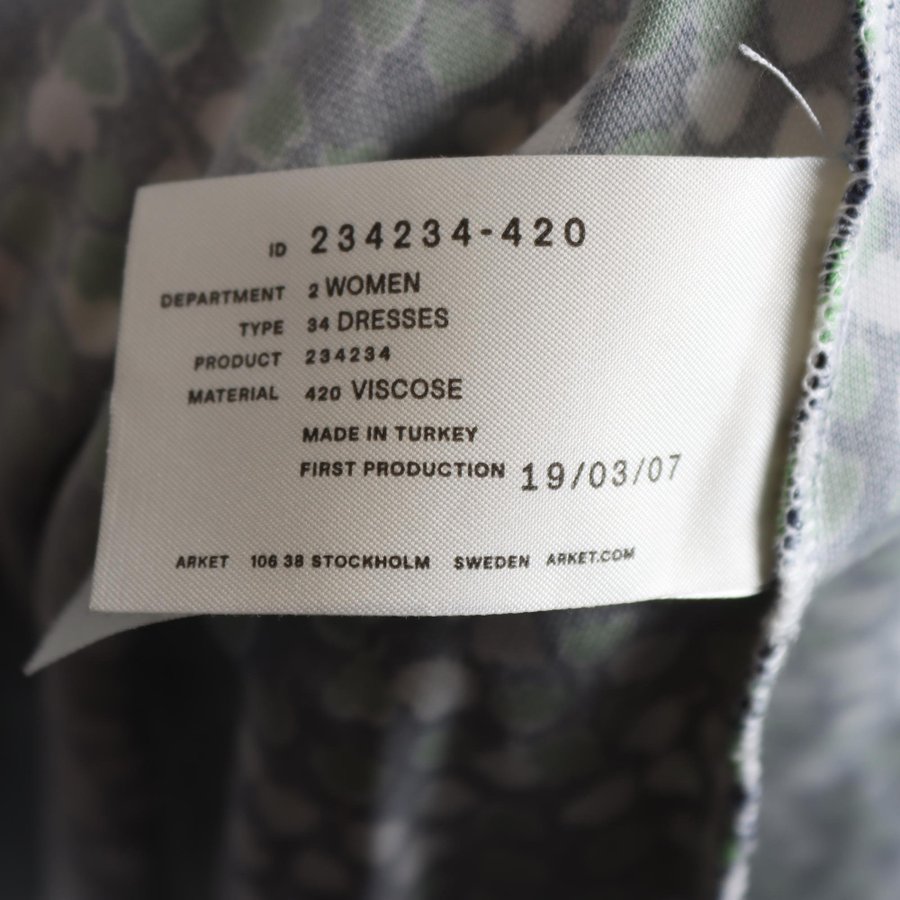 ID 234234-420
DEPARTMENT 2 WOMEN
TYPE 34 DRESSES
PRODUCT 234234
MATERIAL 420 VISCOSE
MADE IN TURKEY
FIRST PRODUCTION 19/03/07
ARKET 106 38 STOCKHOLM SWEDEN ARKET.COM